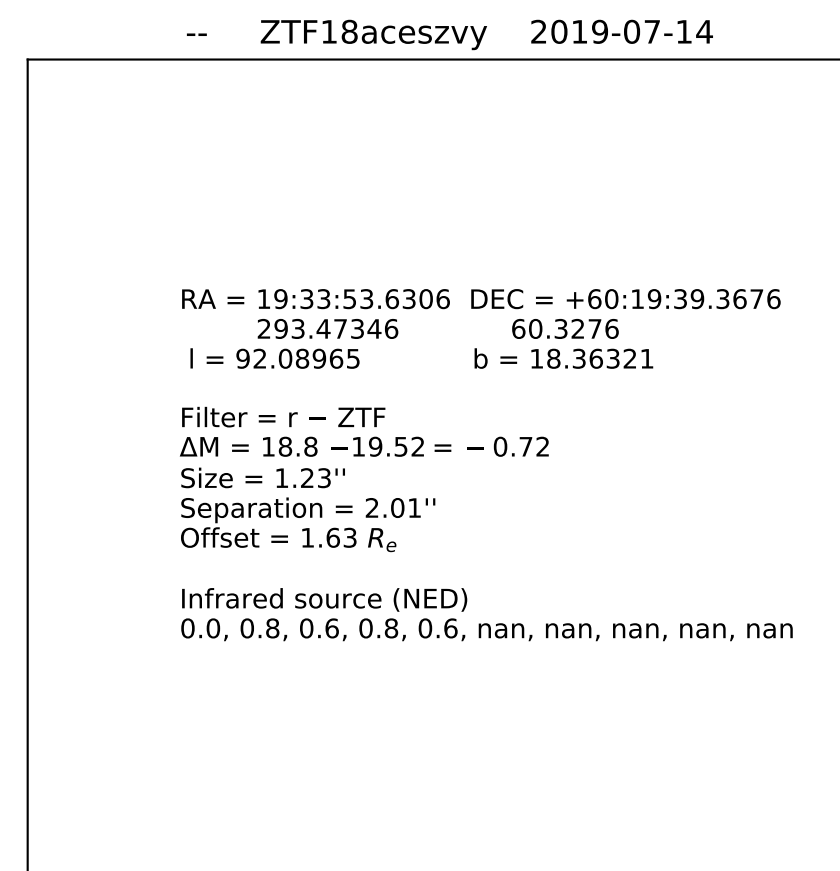 -- ZTF18aceszvy 2019-07-14
RA = 19:33:53.6306 DEC = +60:19:39.3676
293.47346 60.3276
l = 92.08965 b = 18.36321
Filter = r − ZTF
ΔM = 18.8 −19.52 = − 0.72
Size = 1.23''
Separation = 2.01''
Offset = 1.63 Re
Infrared source (NED)
0.0, 0.8, 0.6, 0.8, 0.6, nan, nan, nan, nan, nan